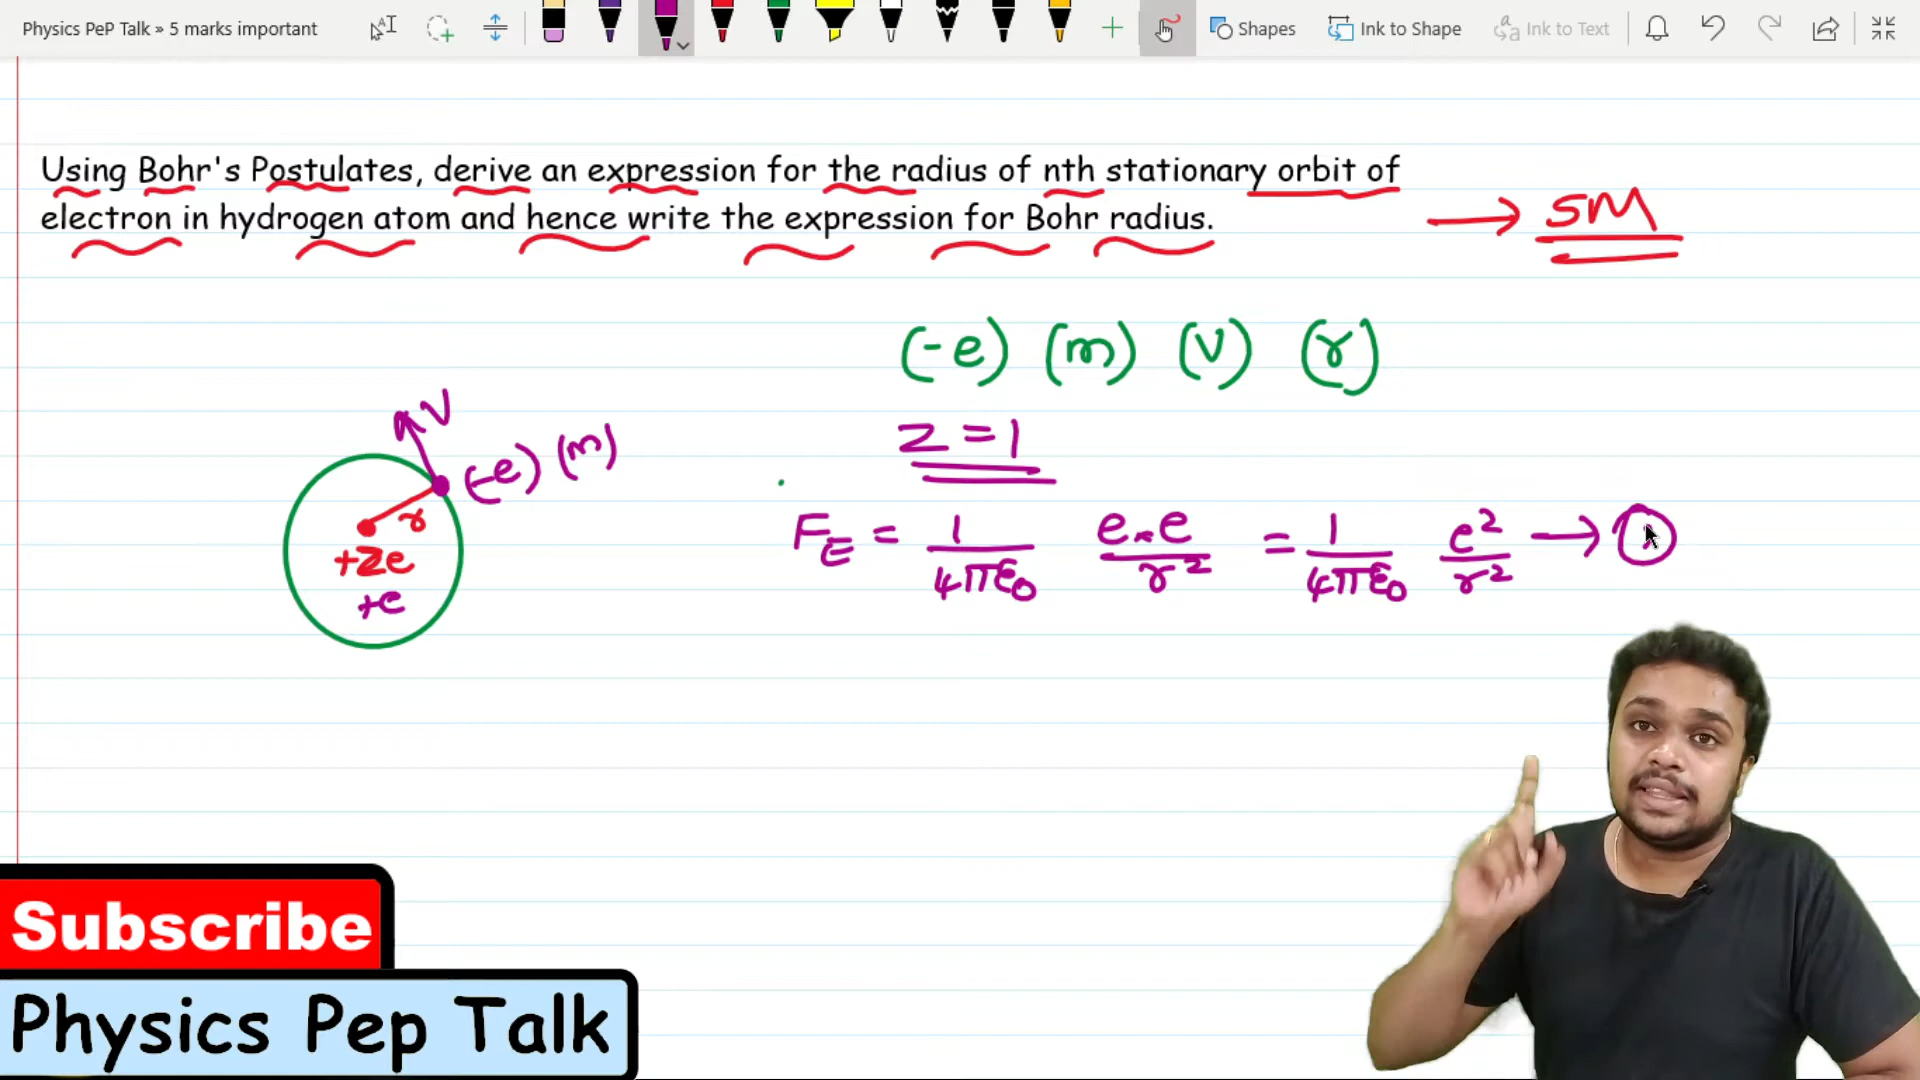 Physics PeP Talk » 5 marks important
Shapes
Ink to Shape
Ink to Text
Using Bohr's Postulates, derive an expression for the radius of nth stationary orbit of
electron in hydrogen atom and hence write the expression for Bohr radius.
→ 5M
(-e) (m) (V) (r)
V
(-e) (m)
r
+Ze
+e
Z = 1
F_E = 1/4πε₀ e×e/r² = 1/4πε₀ e²/r² → ①
Subscribe
Physics Pep Talk